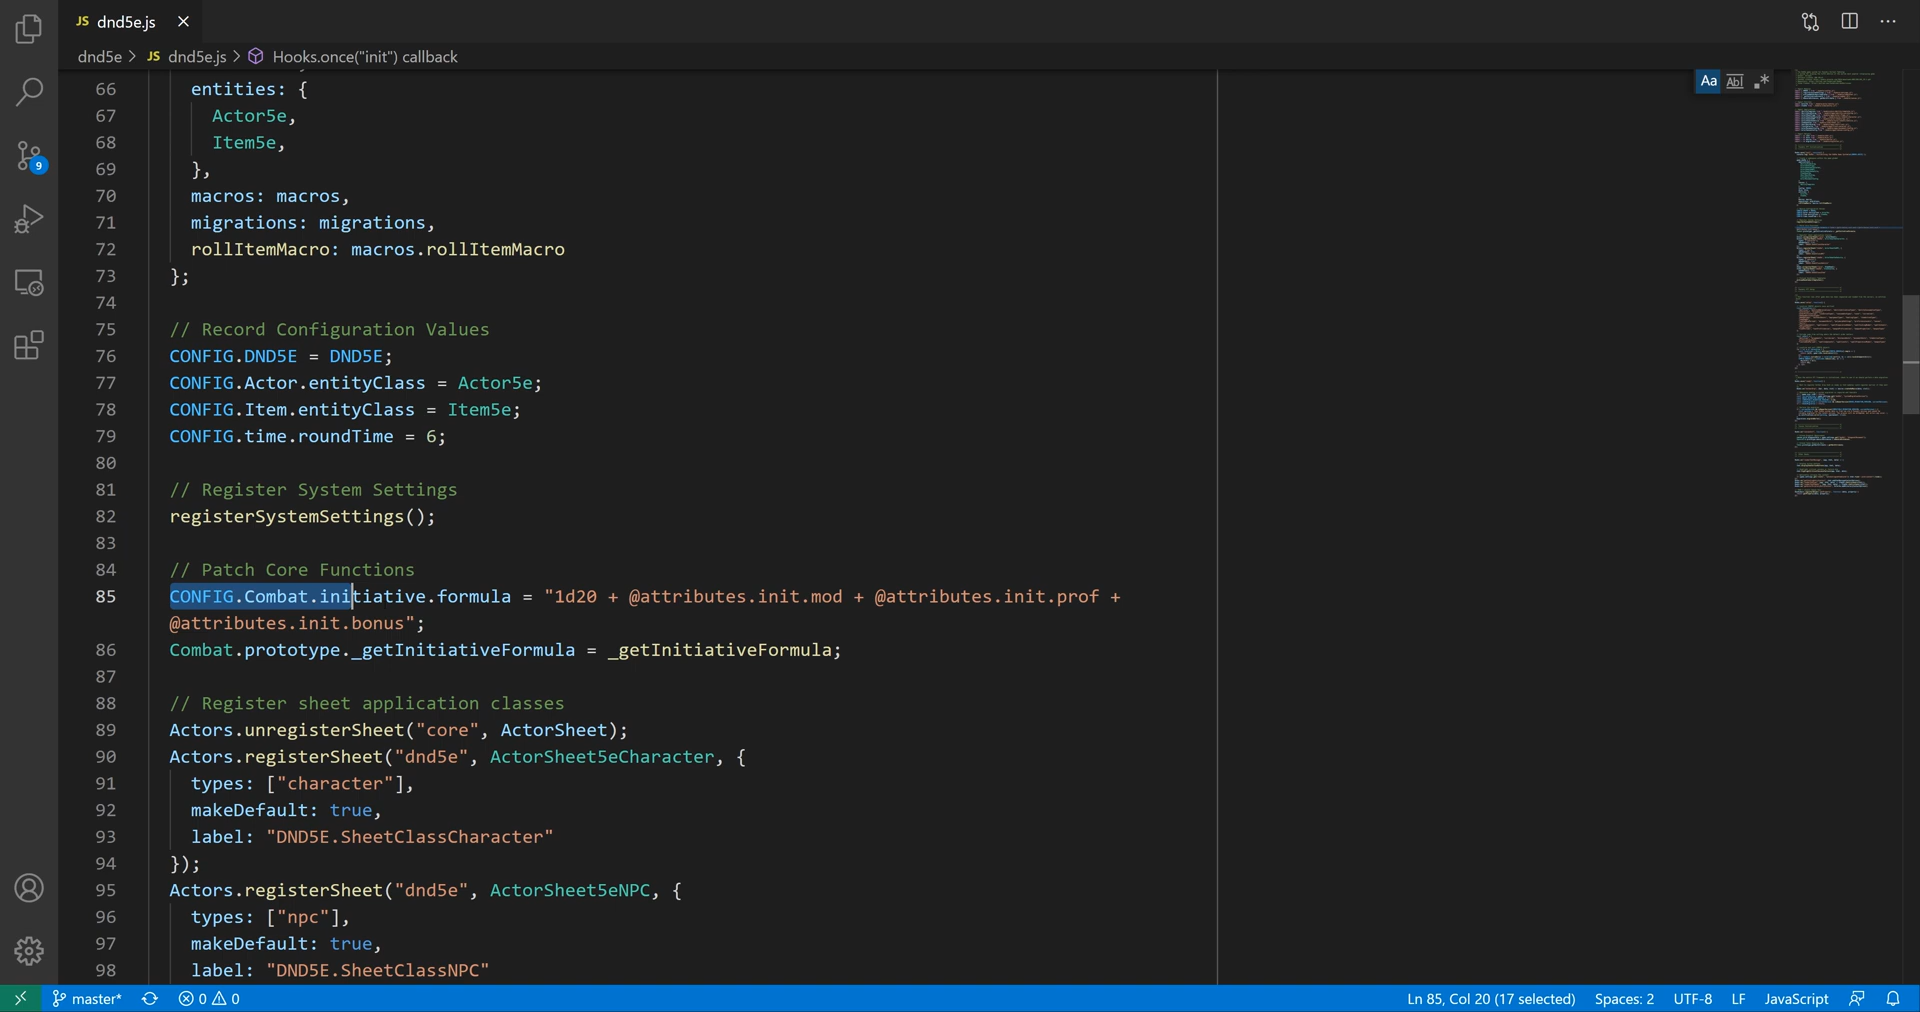 JS dnd5e.js
dnd5e > JS dnd5e.js > Hooks.once("init") callback
Aa Abl .*
66 entities: {
67 Actor5e,
68 Item5e,
69 },
70 macros: macros,
71 migrations: migrations,
72 rollItemMacro: macros.rollItemMacro
73 };
74
75 // Record Configuration Values
76 CONFIG.DND5E = DND5E;
77 CONFIG.Actor.entityClass = Actor5e;
78 CONFIG.Item.entityClass = Item5e;
79 CONFIG.time.roundTime = 6;
80
81 // Register System Settings
82 registerSystemSettings();
83
84 // Patch Core Functions
85 CONFIG.Combat.initiative.formula = "1d20 + @attributes.init.mod + @attributes.init.prof +
@attributes.init.bonus";
86 Combat.prototype._getInitiativeFormula = _getInitiativeFormula;
87
88 // Register sheet application classes
89 Actors.unregisterSheet("core", ActorSheet);
90 Actors.registerSheet("dnd5e", ActorSheet5eCharacter, {
91 types: ["character"],
92 makeDefault: true,
93 label: "DND5E.SheetClassCharacter"
94 });
95 Actors.registerSheet("dnd5e", ActorSheet5eNPC, {
96 types: ["npc"],
97 makeDefault: true,
98 label: "DND5E.SheetClassNPC"
9
master* 0 0 Ln 85, Col 20 (17 selected) Spaces: 2 UTF-8 LF JavaScript